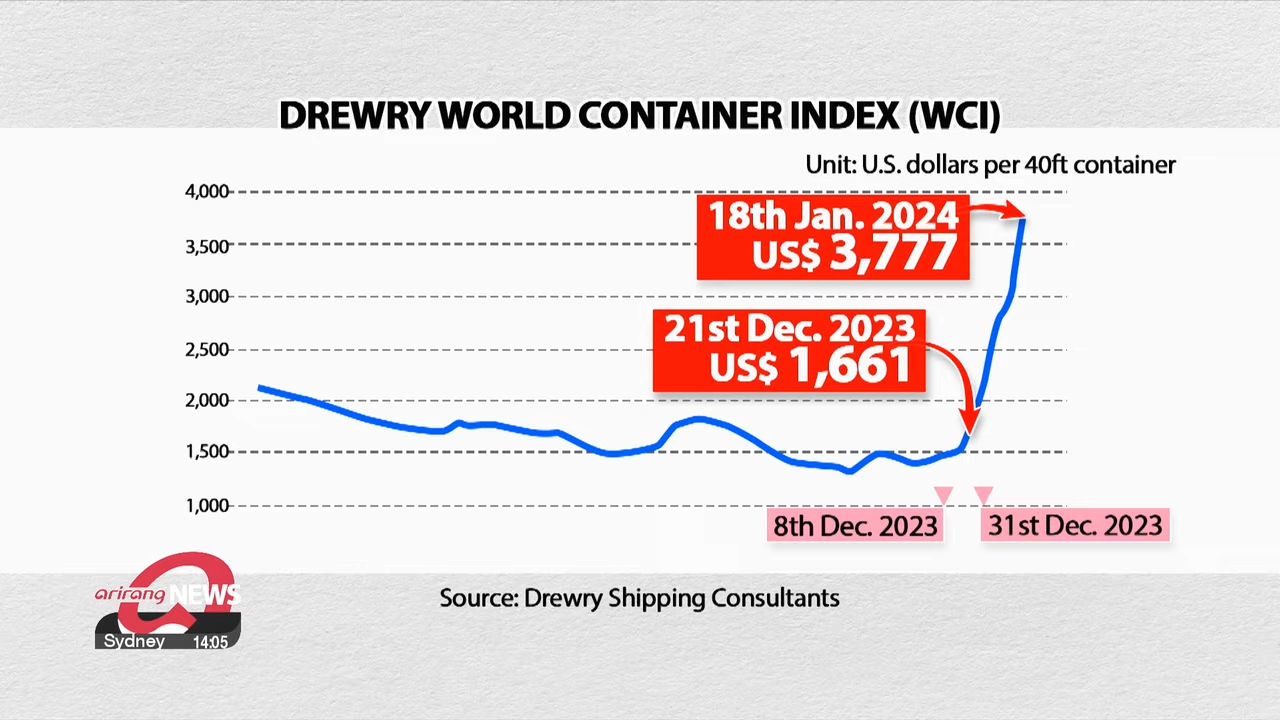 DREWRY WORLD CONTAINER INDEX (WCI)
Unit: U.S. dollars per 40ft container
4,000
18th Jan. 2024
US$ 3,777
3,500
3,000
21st Dec. 2023
US$ 1,661
2,500
2,000
1,500
1,000
8th Dec. 2023
31st Dec. 2023
arirang NEWS
Sydney 14:05
Source: Drewry Shipping Consultants